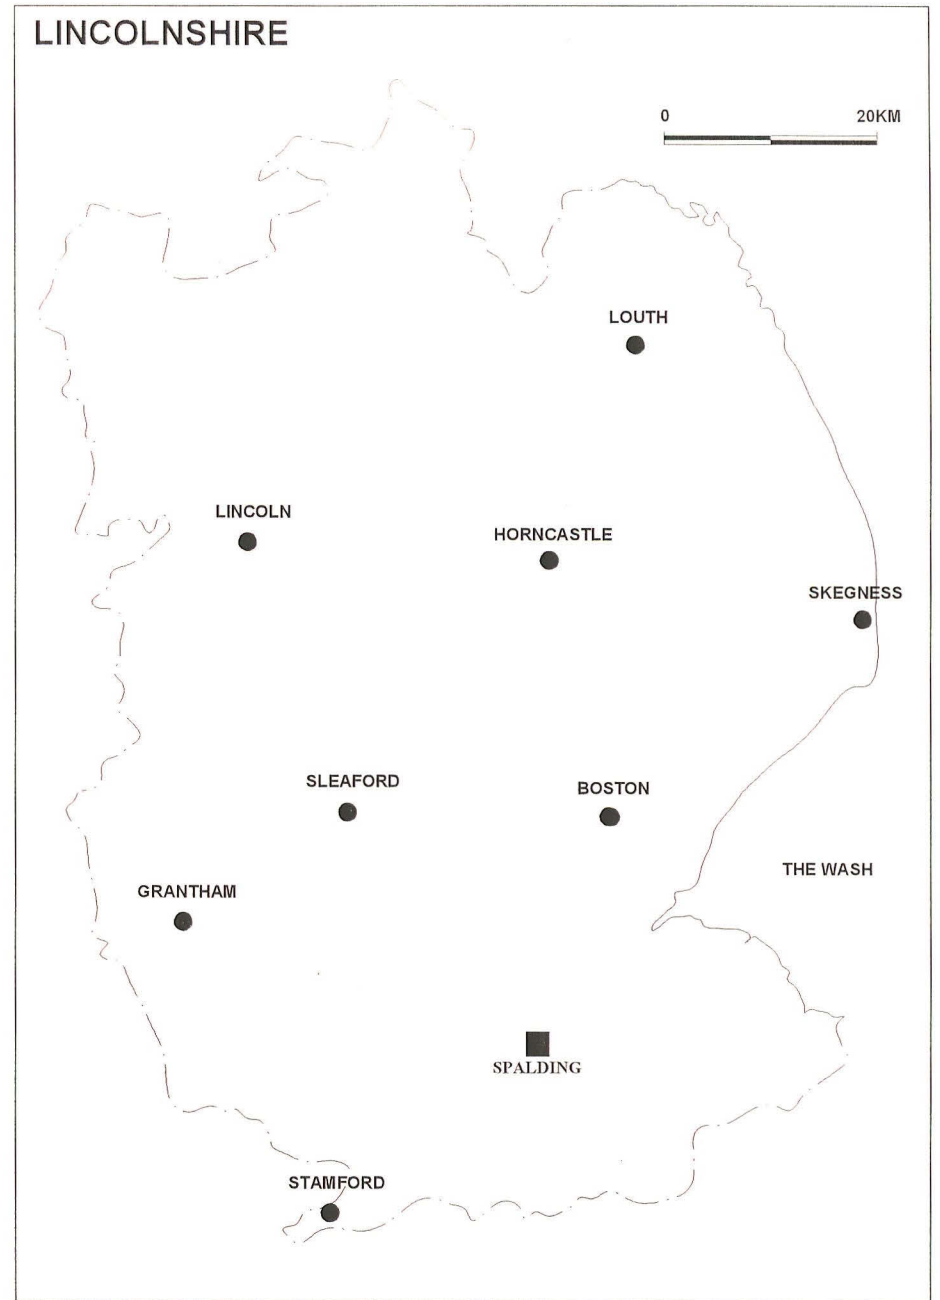 LINCOLNSHIRE
0 20KM
LOUTH
LINCOLN
HORNCASTLE
SKEGNESS
SLEAFORD
BOSTON
THE WASH
GRANTHAM
SPALDING
STAMFORD